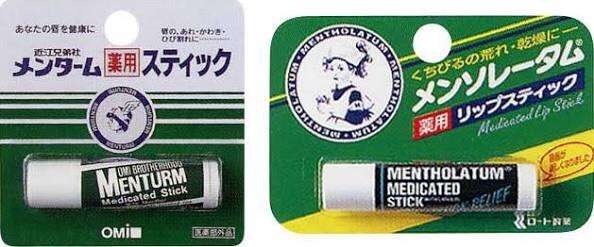 あなたの唇を健康に
近江兄弟社
メンターム 薬用 スティック
唇の、あれ・かわき・
ひび割れに……
MENTURM
OMI BROTHERHOOD
MENTURM
Medicated Stick
OMi
医薬部外品
くちびるの荒れ・乾燥に
メンソレータム®
薬用 リップスティック
Medicated Lip Stick
MENTHOLATUM • MENTHOLATUM • MENTHOLATUM
MENTHOLATUM®
MEDICATED
STICK
RELIEF
ロート製薬